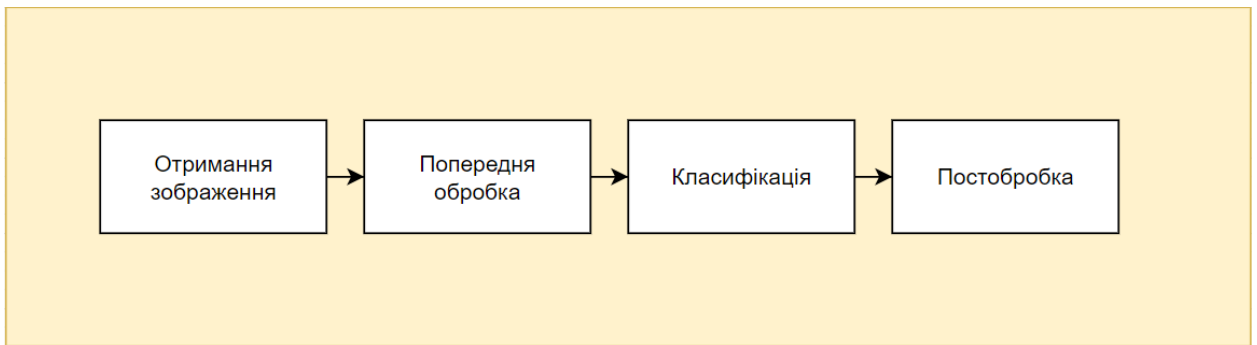 Отримання
зображення
Попередня
обробка
Класифікація
Постобробка